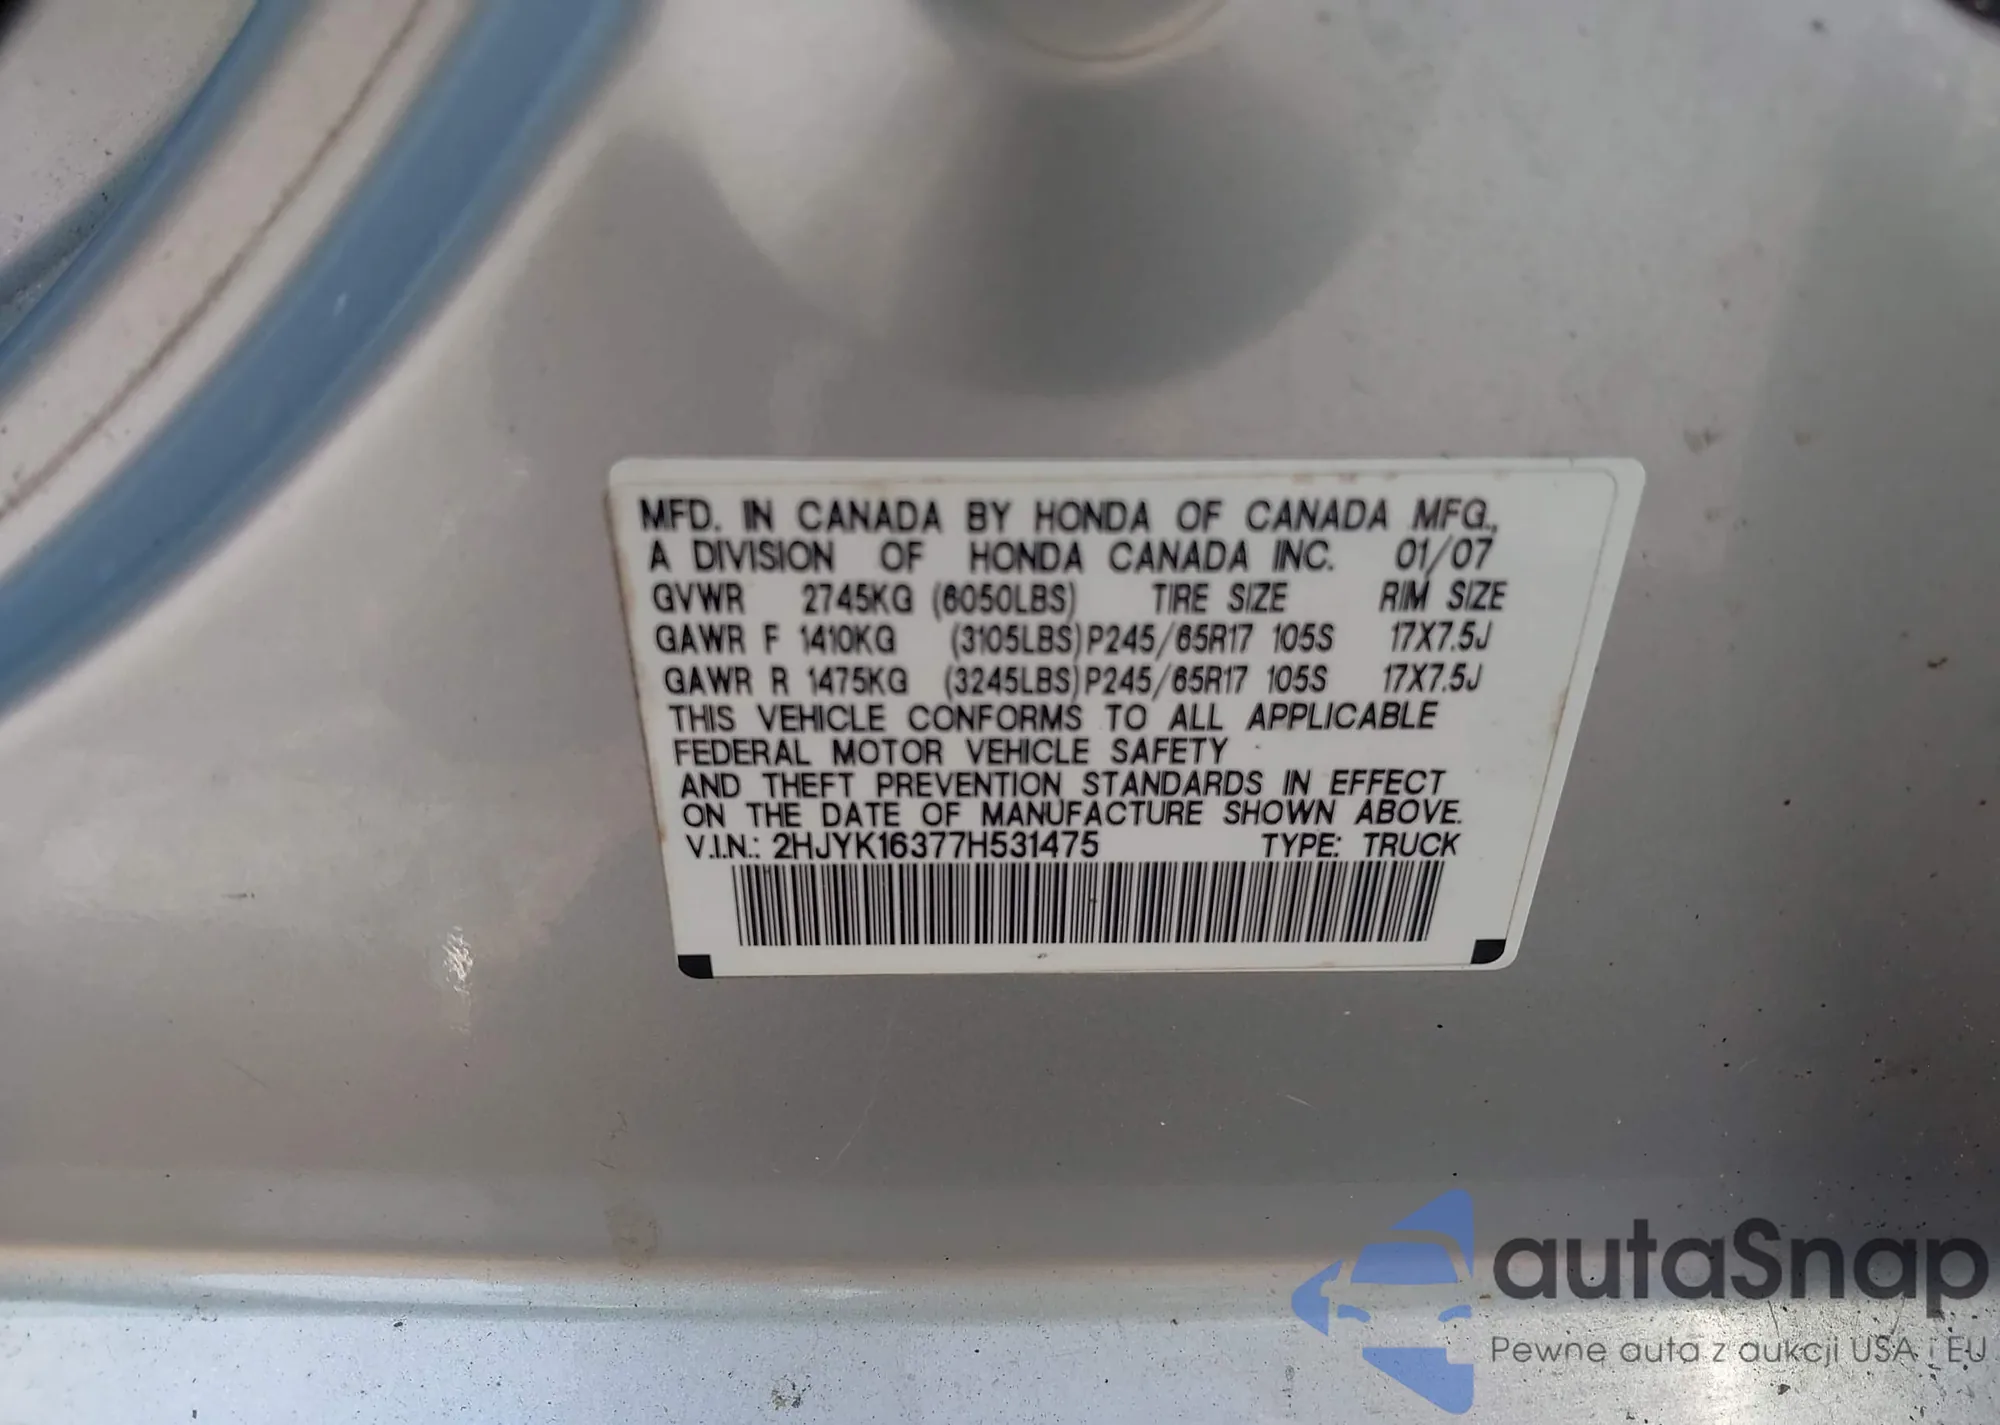 MFD. IN CANADA BY HONDA OF CANADA MFG.,
A DIVISION OF HONDA CANADA INC. 01/07
GVWR 2745KG (6050LBS) TIRE SIZE RIM SIZE
GAWR F 1410KG (3105LBS) P245/65R17 105S 17X7.5J
GAWR R 1475KG (3245LBS) P245/65R17 105S 17X7.5J
THIS VEHICLE CONFORMS TO ALL APPLICABLE
FEDERAL MOTOR VEHICLE SAFETY
AND THEFT PREVENTION STANDARDS IN EFFECT
ON THE DATE OF MANUFACTURE SHOWN ABOVE.
V.I.N.: 2HJYK16377H531475 TYPE: TRUCK
autaSnap
Pewne auta z aukcji USA i EU